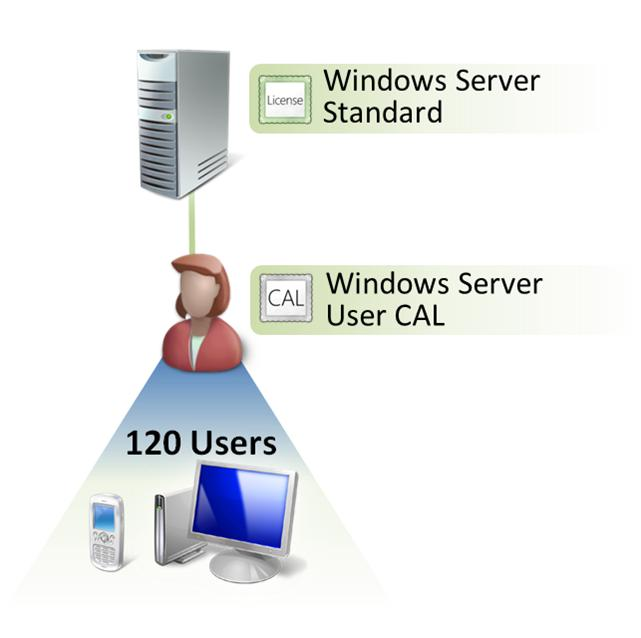 License
Windows Server
Standard
CAL
Windows Server
User CAL
120 Users